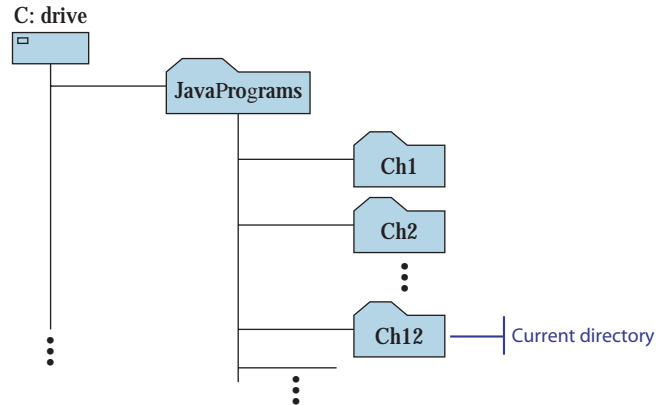 C: drive
JavaPrograms
Ch1
Ch2
Ch12
Current directory